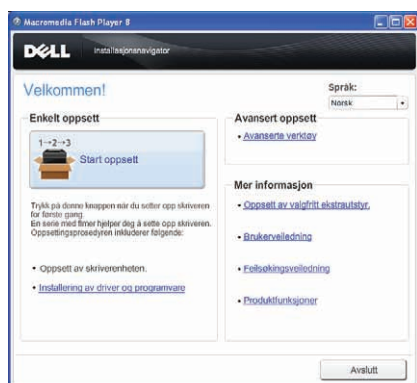 Macromedia Flash Player 8
DELL Installasjonsnavigator
Velkommen!
Språk:
Norsk
Enkelt oppsett
1→2→3
Start oppsett
Trykk på denne knappen når du setter opp skriveren
for første gang.
En serie med filmer hjelper deg å sette opp skriveren.
Oppsettingsprosedyren inkluderer følgende:
• Oppsett av skriverenheten.
• Installering av driver og programvare
Avansert oppsett
• Avanserte verktøy
Mer informasjon
• Oppsett av valgfritt ekstrautstyr.
• Brukerveiledning
• Feilsøkingsveiledning
• Produktfunksjoner
Avslutt